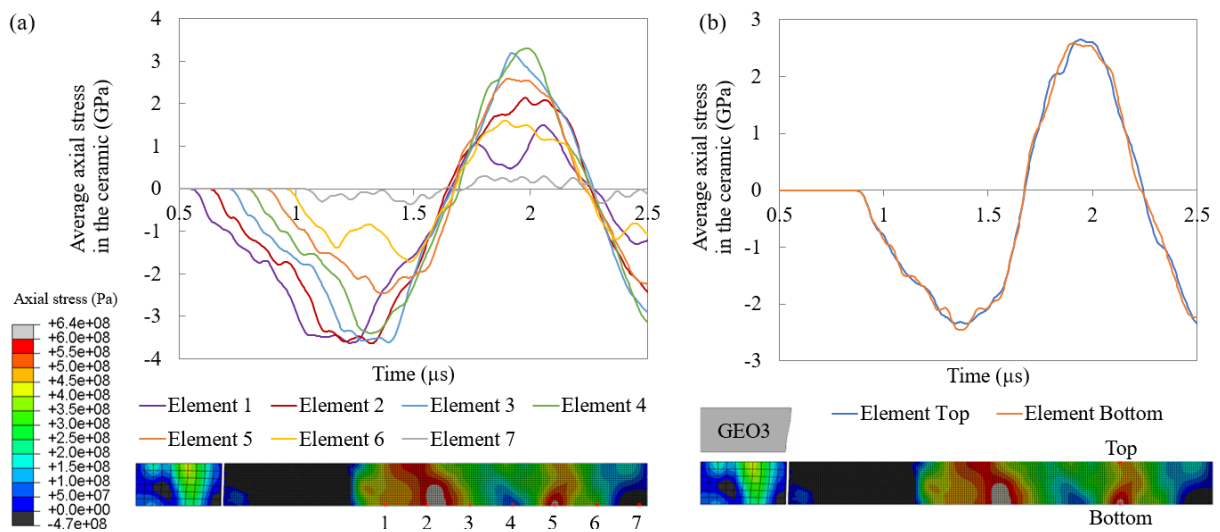 (a)
Average axial stress
in the ceramic (GPa)
4
3
2
1
0
-1
-2
-3
-4
0.5
1
1.5
2
2.5
Time (µs)
Element 1
Element 2
Element 3
Element 4
Element 5
Element 6
Element 7
Axial stress (Pa)
+6.4e+08
+6.0e+08
+5.5e+08
+5.0e+08
+4.5e+08
+4.0e+08
+3.5e+08
+3.0e+08
+2.5e+08
+2.0e+08
+1.5e+08
+1.0e+08
+5.0e+07
+0.0e+00
-4.7e+08
1 2 3 4 5 6 7
(b)
Average axial stress
in the ceramic (GPa)
3
2
1
0
-1
-2
-3
0.5
1
1.5
2
2.5
Time (µs)
GEO3
Element Top
Element Bottom
Top
Bottom